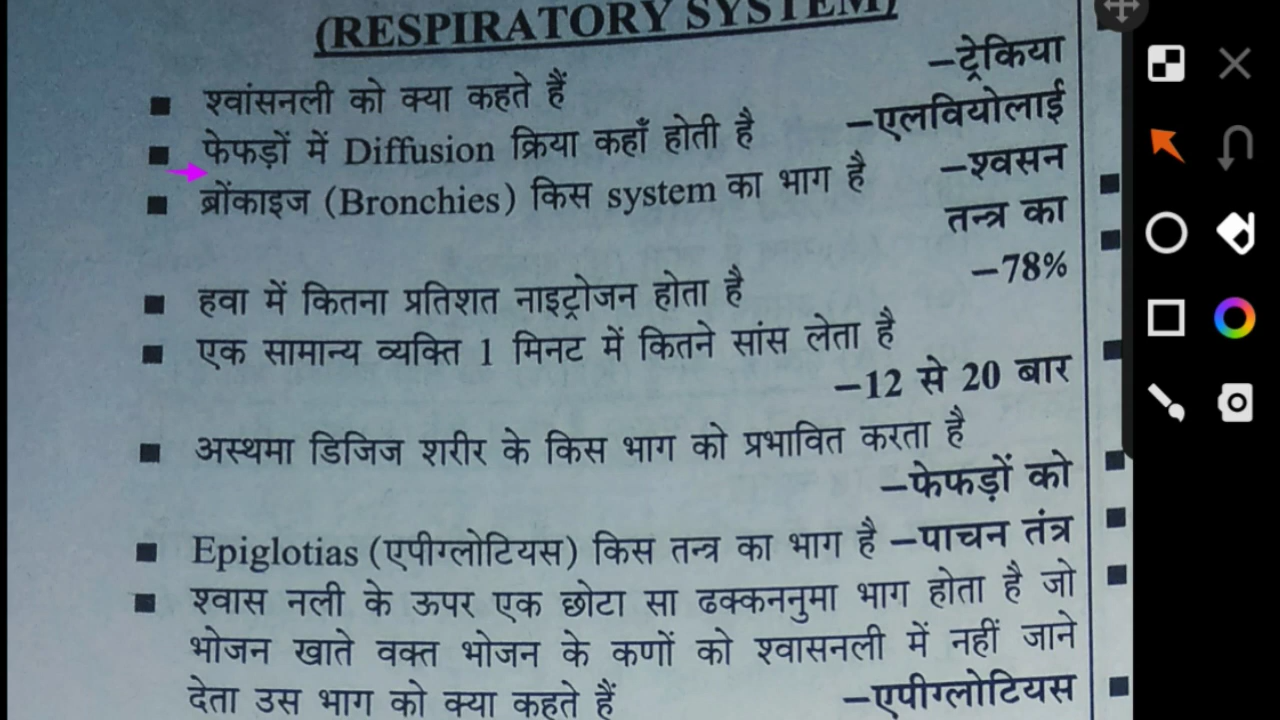 (RESPIRATORY SYSTEM)
■ श्वांसनली को क्या कहते हैं –ट्रेकिया
■ फेफड़ों में Diffusion क्रिया कहाँ होती है –एलवियोलाई
■ ब्रोंकाइज (Bronchies) किस system का भाग है –श्वसन
तन्त्र का
■ हवा में कितना प्रतिशत नाइट्रोजन होता है –78%
■ एक सामान्य व्यक्ति 1 मिनट में कितने सांस लेता है
–12 से 20 बार
■ अस्थमा डिजिज शरीर के किस भाग को प्रभावित करता है
–फेफड़ों को
■ Epiglotias (एपीग्लोटियस) किस तन्त्र का भाग है –पाचन तंत्र
■ श्वास नली के ऊपर एक छोटा सा ढक्कननुमा भाग होता है जो
भोजन खाते वक्त भोजन के कणों को श्वासनली में नहीं जाने
देता उस भाग को क्या कहते हैं –एपीग्लोटियस